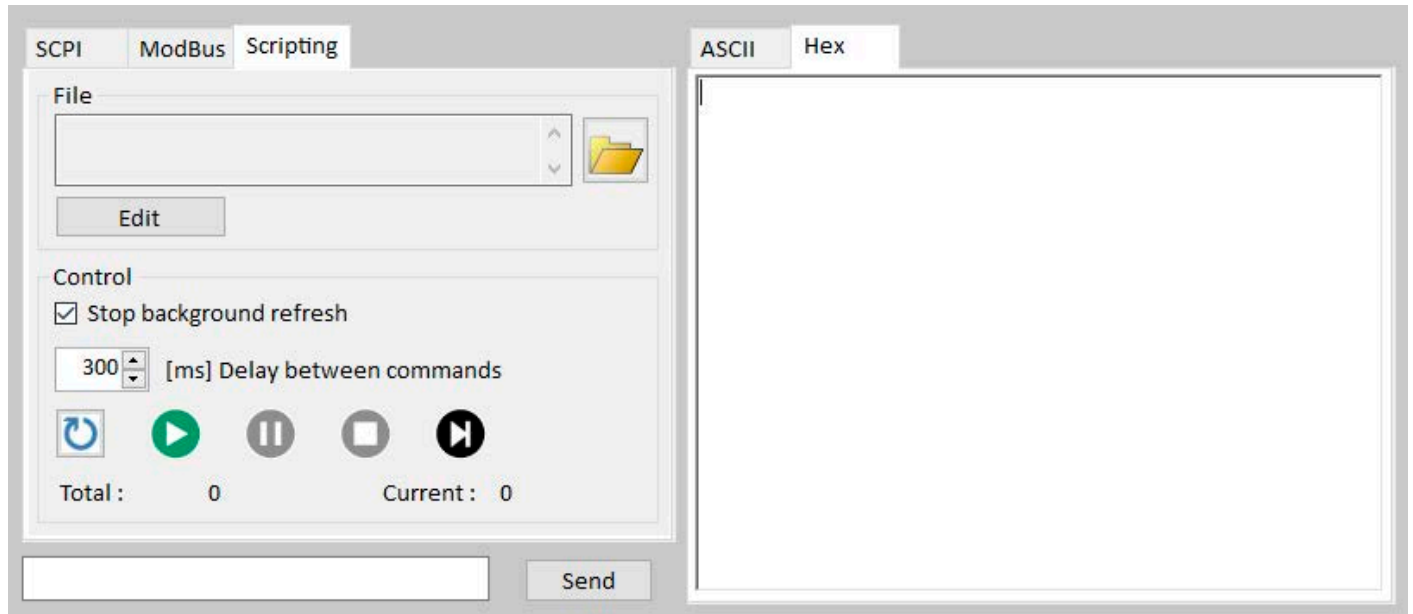 SCPI ModBus Scripting
File
Edit
Control
Stop background refresh
300 [ms] Delay between commands
Total : 0 Current : 0
Send
ASCII Hex